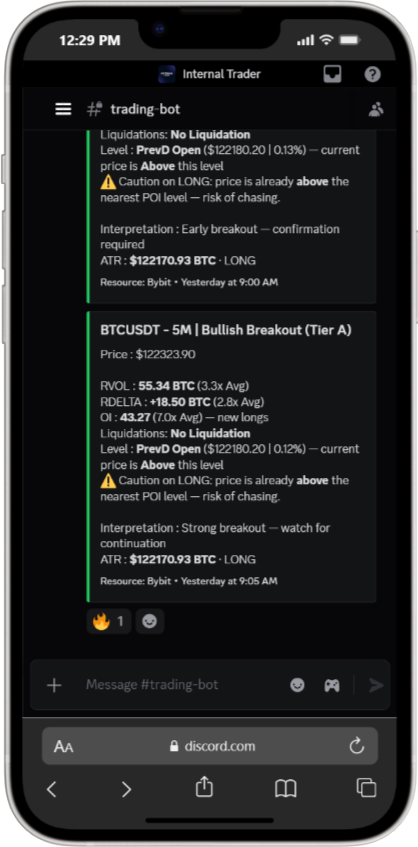 12:29 PM
Internal Trader
trading-bot
Liquidations: No Liquidation
Level : PrevD Open ($122180.20 | 0.13%) — current
price is Above this level
⚠️ Caution on LONG: price is already above the
nearest POI level — risk of chasing.
Interpretation : Early breakout — confirmation
required
ATR : $122170.93 BTC · LONG
Resource: Bybit • Yesterday at 9:00 AM
BTCUSDT - 5M | Bullish Breakout (Tier A)
Price : $122323.90
RVOL : 55.34 BTC (3.3x Avg)
RDELTA : +18.50 BTC (2.8x Avg)
OI : 43.27 (7.0x Avg) — new longs
Liquidations: No Liquidation
Level : PrevD Open ($122180.20 | 0.12%) — current
price is Above this level
⚠️ Caution on LONG: price is already above the
nearest POI level — risk of chasing.
Interpretation : Strong breakout — watch for
continuation
ATR : $122170.93 BTC · LONG
Resource: Bybit • Yesterday at 9:05 AM
🔥 1
Message #trading-bot
AA discord.com